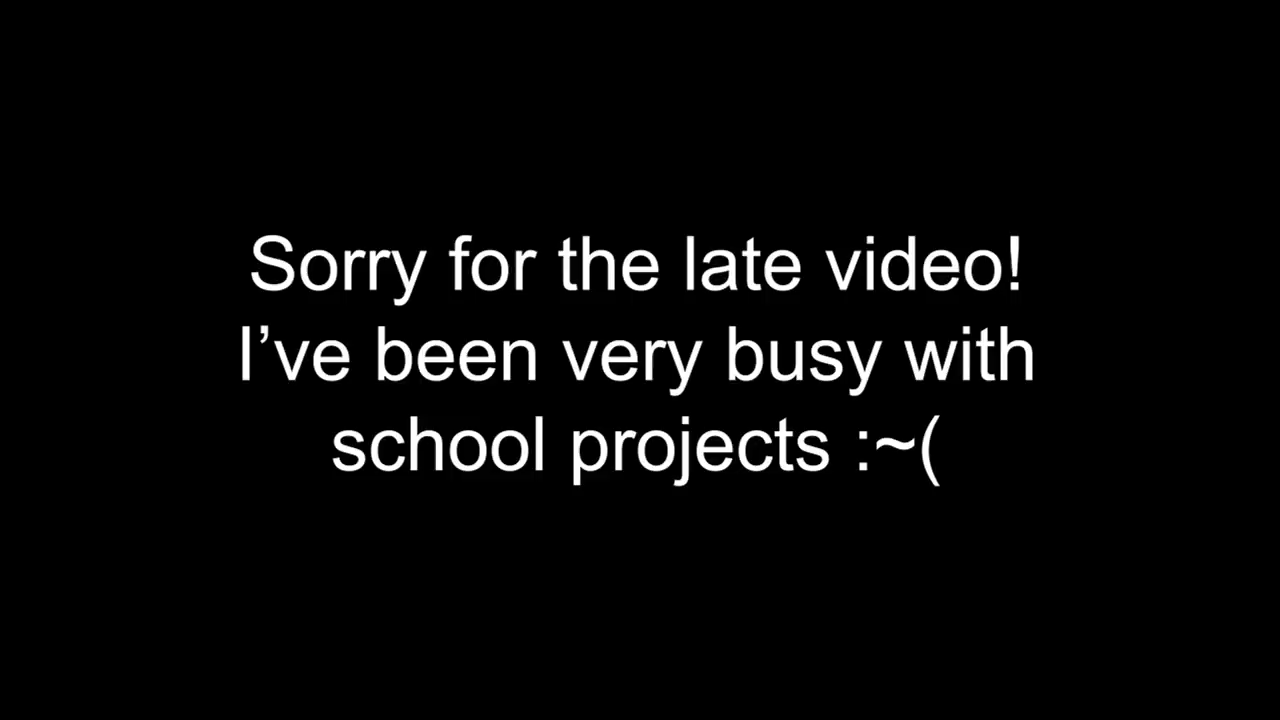 Sorry for the late video!
I’ve been very busy with
school projects :~(